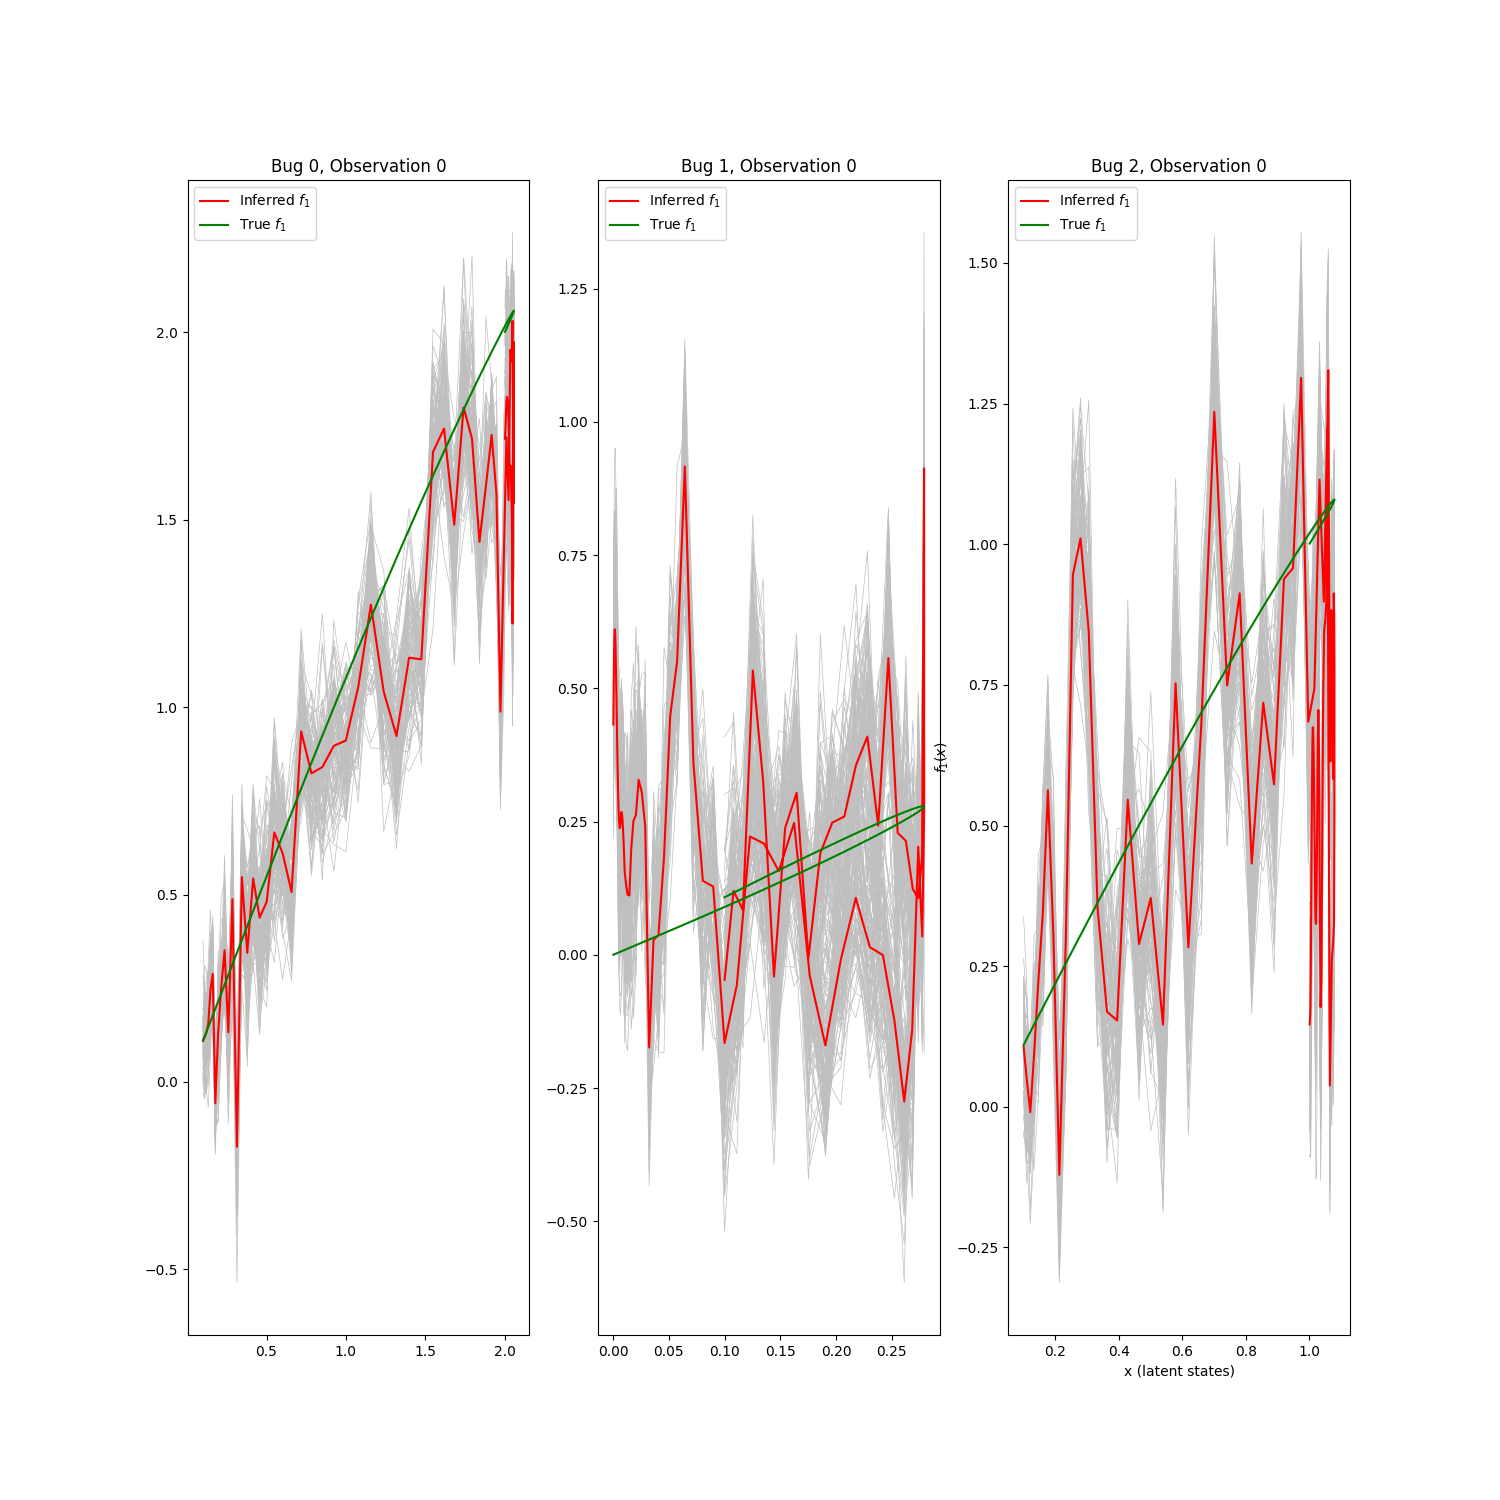 Bug 0, Observation 0
Inferred f₁
True f₁
2.0
1.5
1.0
0.5
0.0
−0.5
0.5 1.0 1.5 2.0
Bug 1, Observation 0
Inferred f₁
True f₁
1.25
1.00
0.75
0.50
0.25
0.00
−0.25
−0.50
0.00 0.05 0.10 0.15 0.20 0.25
Bug 2, Observation 0
Inferred f₁
True f₁
f₁(x)
1.50
1.25
1.00
0.75
0.50
0.25
0.00
−0.25
0.2 0.4 0.6 0.8 1.0
x (latent states)